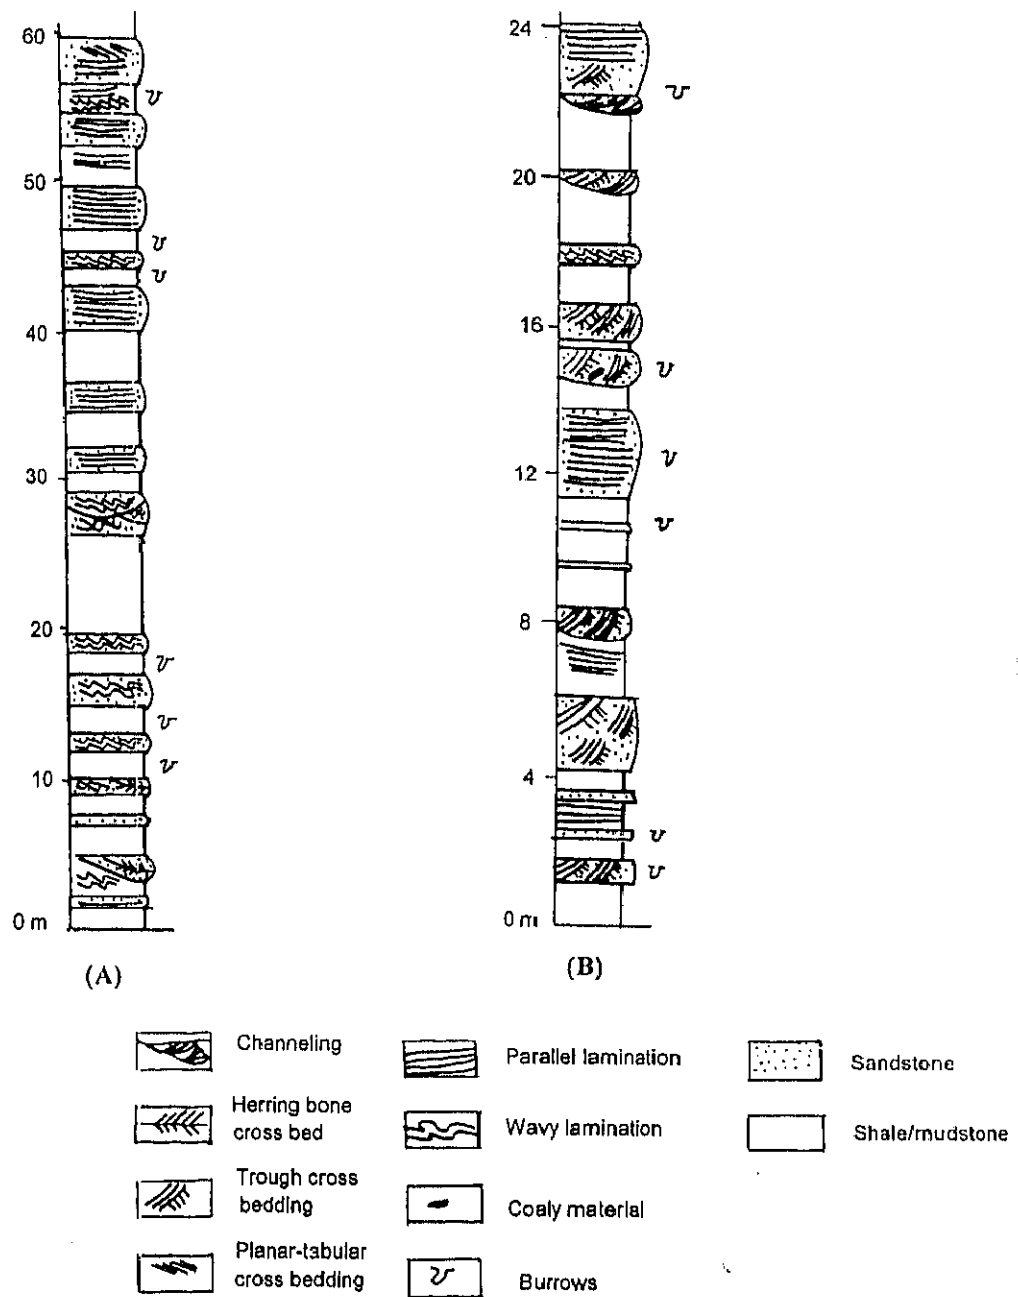 60
50
40
30
20
10
0 m
(A)
24
20
16
12
8
4
0 m
(B)
Channeling
Herring bone
cross bed
Trough cross
bedding
Planar-tabular
cross bedding
Parallel lamination
Wavy lamination
Coaly material
Burrows
Sandstone
Shale/mudstone